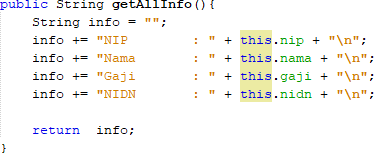 public String getAllInfo(){
    String info = "";
    info += "NIP        : " + this.nip + "\n";
    info += "Nama       : " + this.nama + "\n";
    info += "Gaji       : " + this.gaji + "\n";
    info += "NIDN       : " + this.nidn + "\n";

    return  info;
}